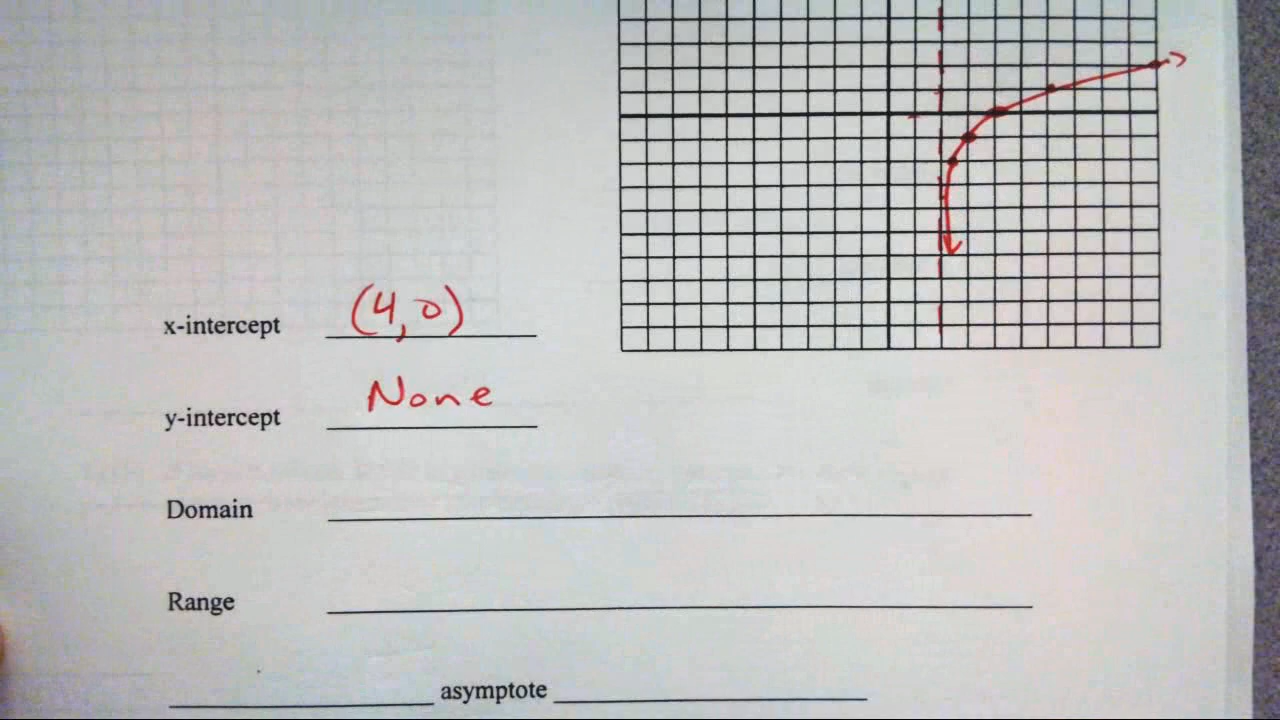 x-intercept (4,0)
y-intercept None
Domain
Range
asymptote